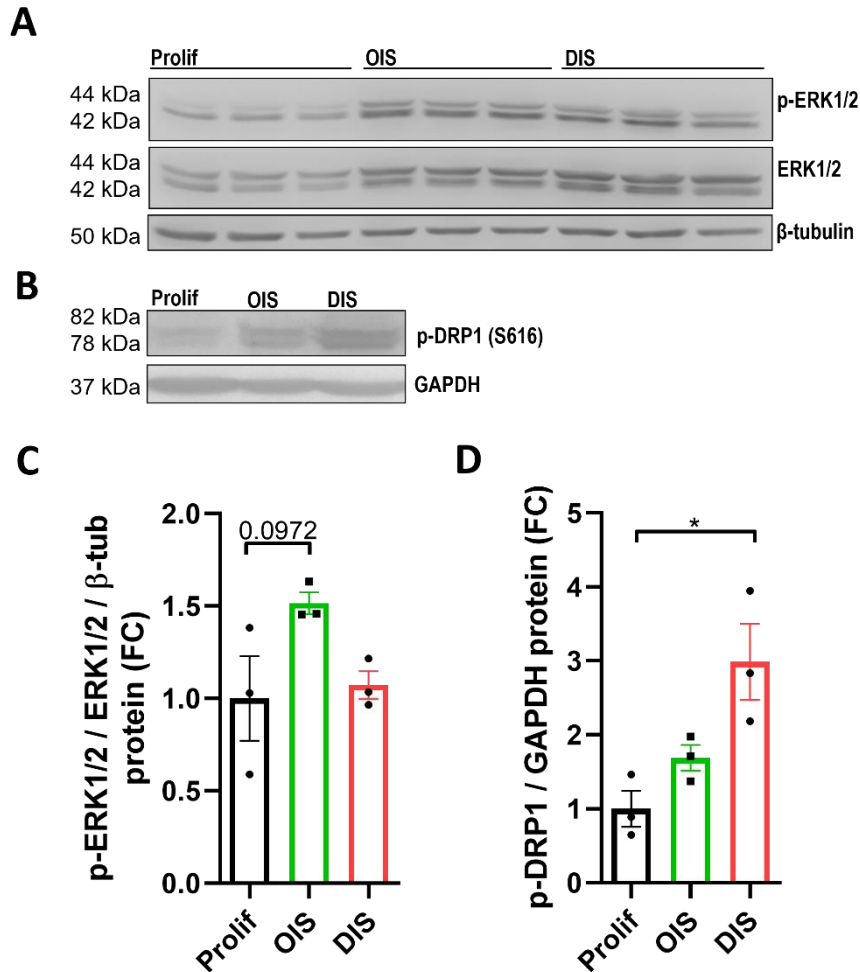 A
Prolif OIS DIS
44 kDa
42 kDa
p-ERK1/2
44 kDa
42 kDa
ERK1/2
50 kDa
β-tubulin
B
Prolif OIS DIS
82 kDa
78 kDa
p-DRP1 (S616)
37 kDa
GAPDH
C
p-ERK1/2 / ERK1/2 / β-tub
protein (FC)
2.0
1.5
1.0
0.5
0.0
0.0972
Prolif
OIS
DIS
D
p-DRP1 / GAPDH protein (FC)
5
4
3
2
1
0
*
Prolif
OIS
DIS